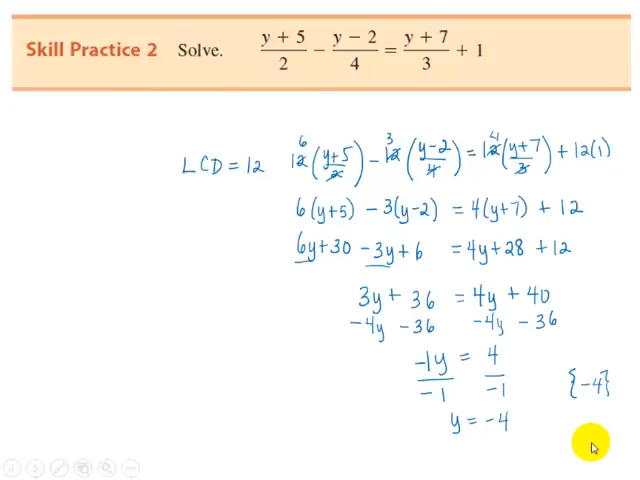 Skill Practice 2 Solve. (y + 5)/2 − (y − 2)/4 = (y + 7)/3 + 1
LCD = 12 6 12((y+5)/2) − 3 12((y−2)/4) = 4 12((y+7)/3) + 12(1)
6(y+5) − 3(y−2) = 4(y+7) + 12
6y+30 − 3y+6 = 4y+28 +12
3y + 36 = 4y + 40
−4y − 36 −4y − 36
−1y/−1 = 4/−1 {−4}
y = −4